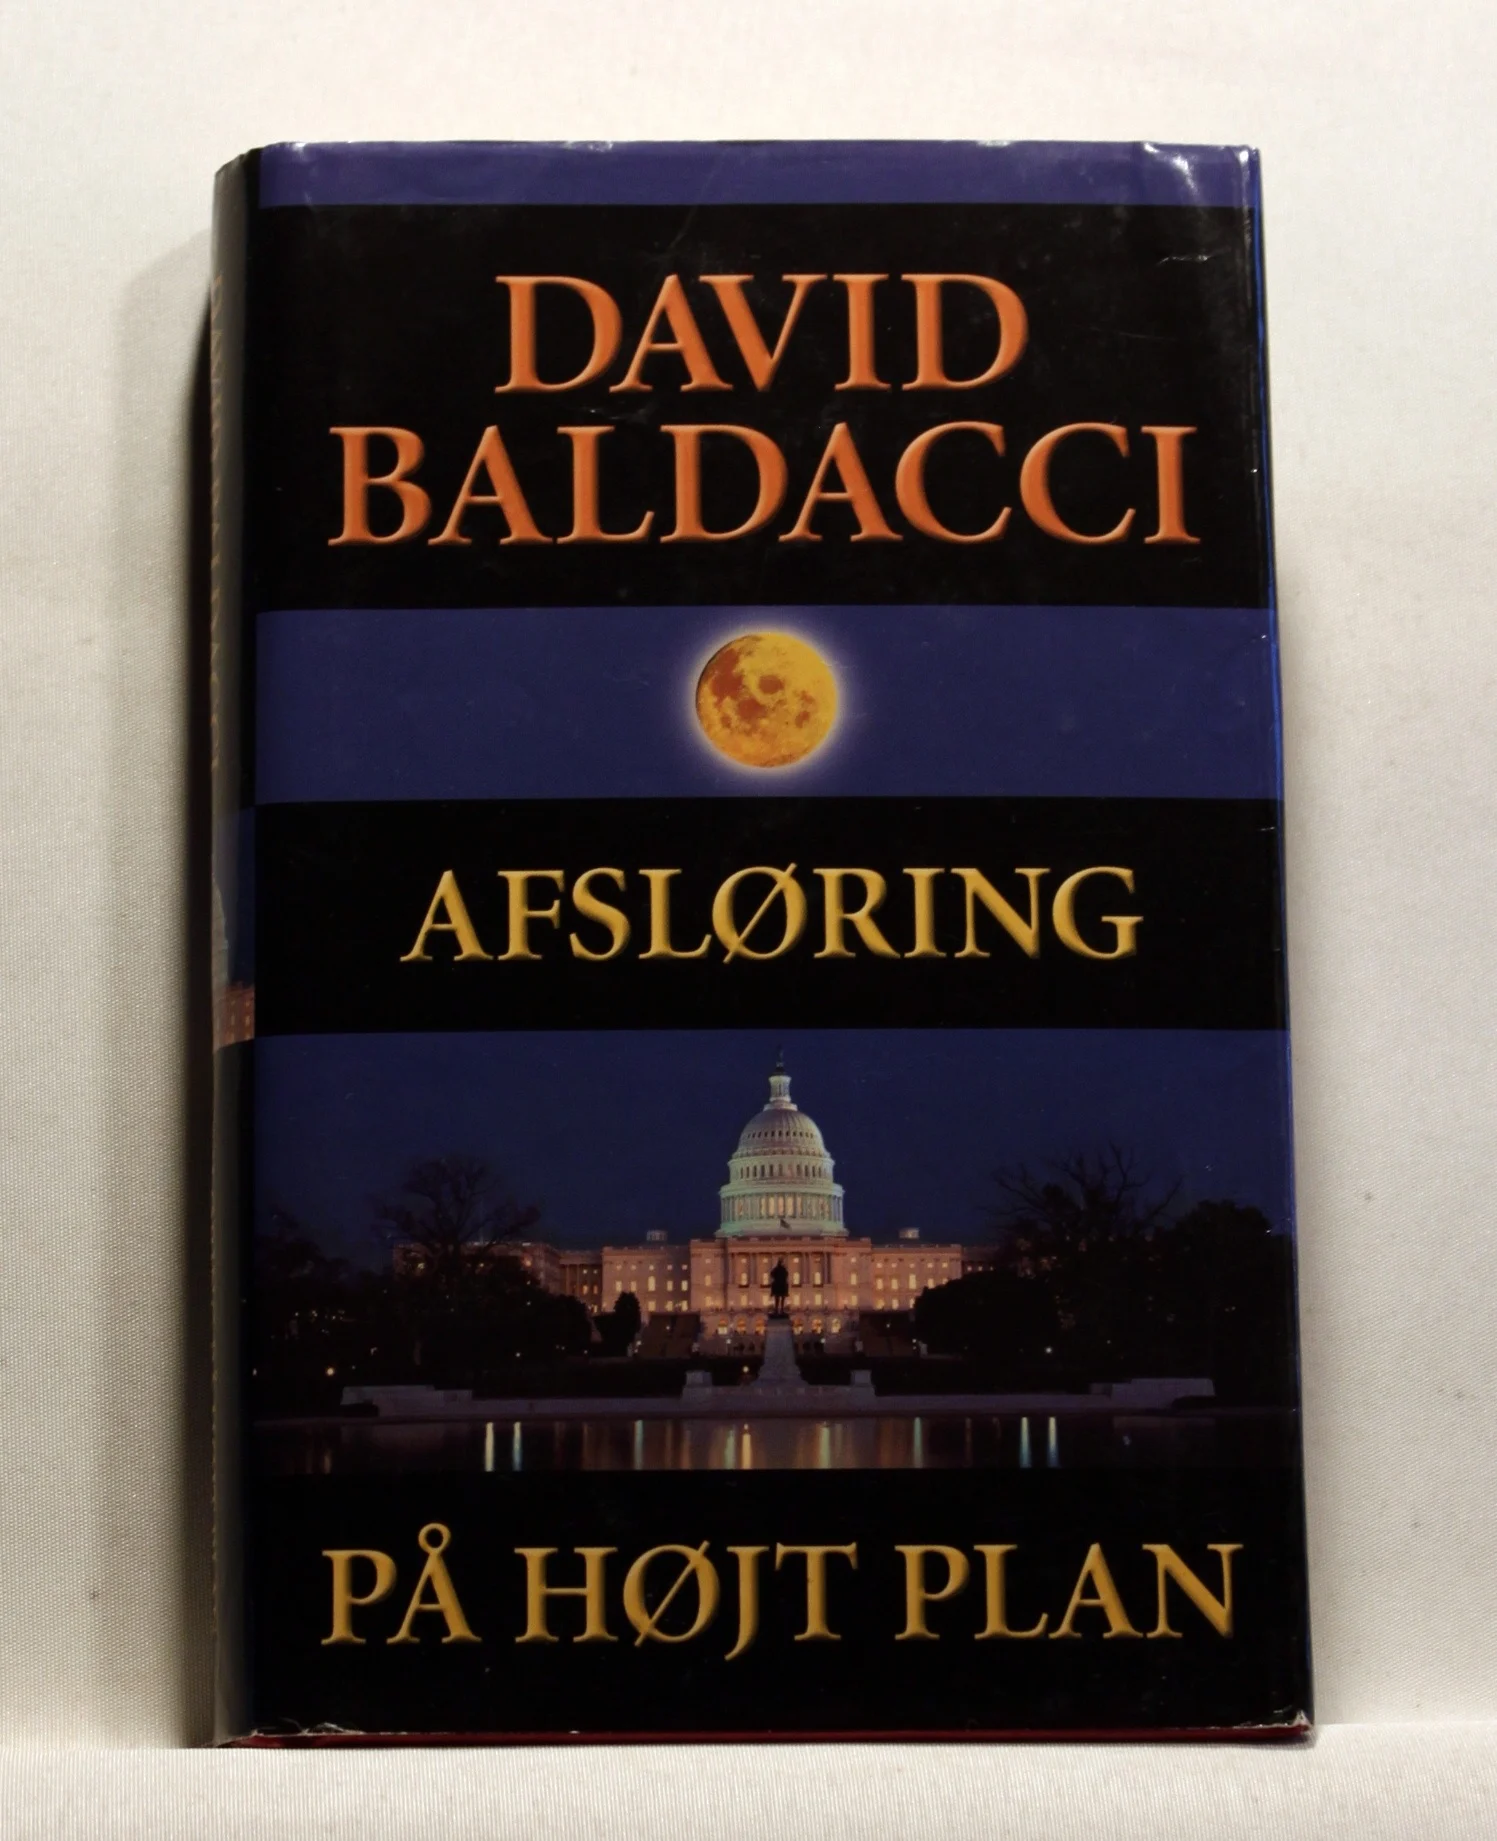 DAVID
BALDACCI
AFSLØRING
PÅ HØJT PLAN